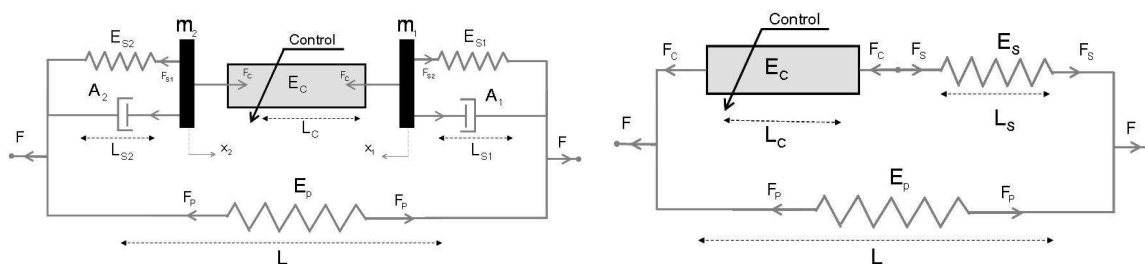 m2 Control m1
ES2 ES1
FS1 FC EC FC FS2
A2 A1
LC
LS2 x2 x1 LS1
F F
Ep
FP FP
L
Control
FC EC FC FS ES FS
LC LS
F F
Ep
FP FP
L